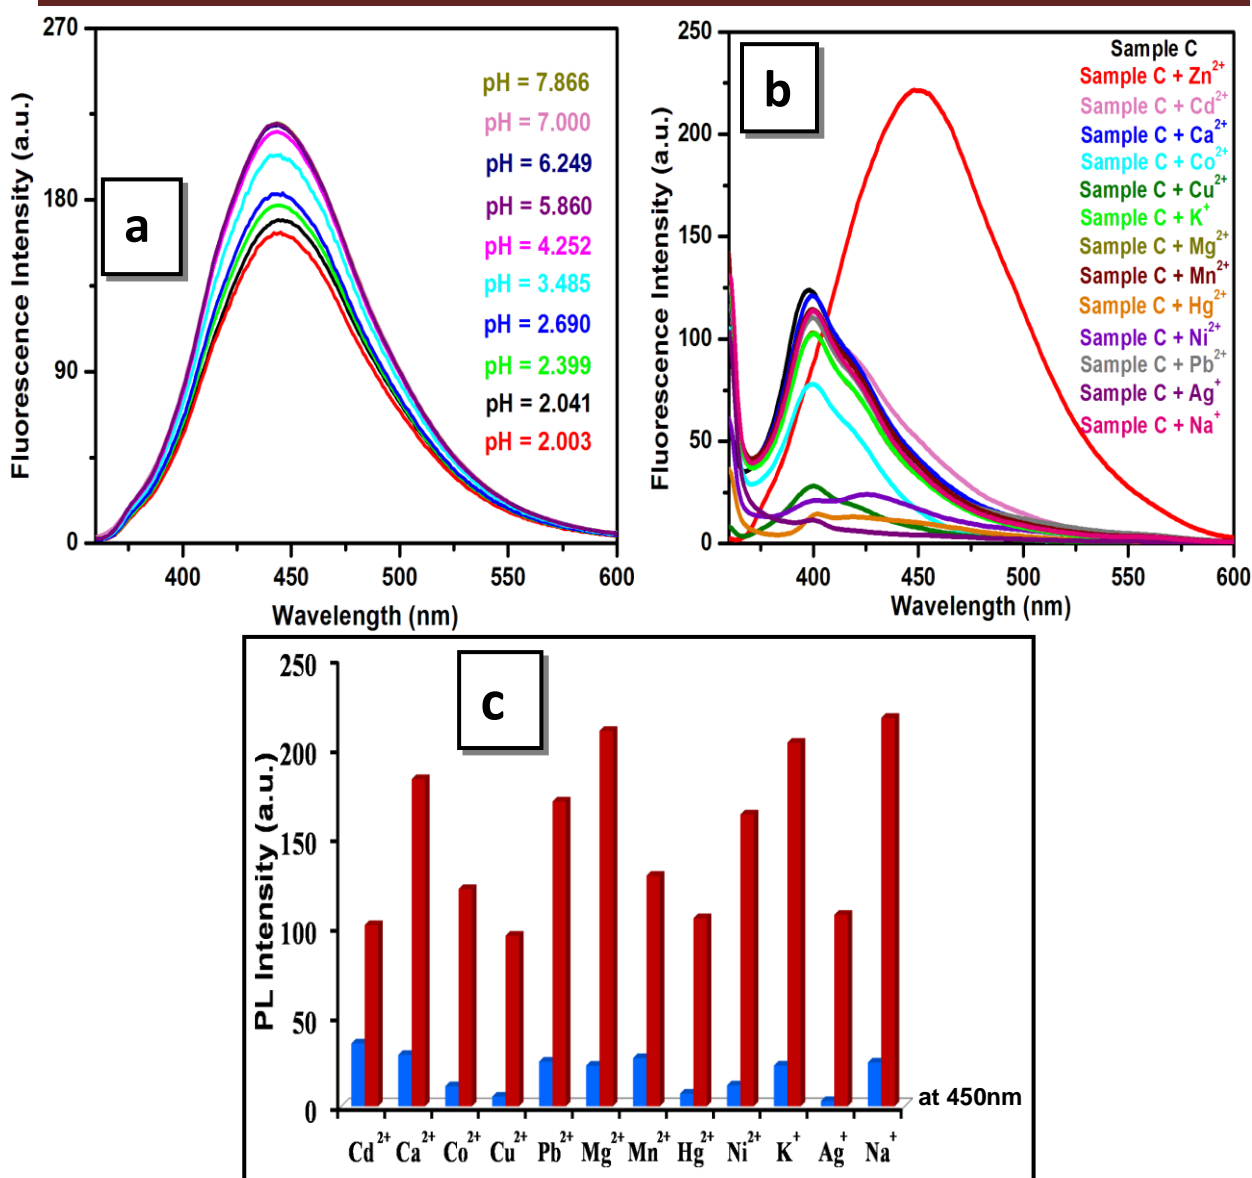 270
180
90
0
Fluorescence Intensity (a.u.)
a
pH = 7.866
pH = 7.000
pH = 6.249
pH = 5.860
pH = 4.252
pH = 3.485
pH = 2.690
pH = 2.399
pH = 2.041
pH = 2.003
400 450 500 550 600
Wavelength (nm)
250
200
150
100
50
0
Fluorescence Intensity (a.u.)
b
Sample C
Sample C + Zn²⁺
Sample C + Cd²⁺
Sample C + Ca²⁺
Sample C + Co²⁺
Sample C + Cu²⁺
Sample C + K⁺
Sample C + Mg²⁺
Sample C + Mn²⁺
Sample C + Hg²⁺
Sample C + Ni²⁺
Sample C + Pb²⁺
Sample C + Ag⁺
Sample C + Na⁺
400 450 500 550 600
Wavelength (nm)
250
200
150
100
50
0
PL Intensity (a.u.)
c
at 450nm
Cd²⁺ Ca²⁺ Co²⁺ Cu²⁺ Pb²⁺ Mg²⁺ Mn²⁺ Hg²⁺ Ni²⁺ K⁺ Ag⁺ Na⁺